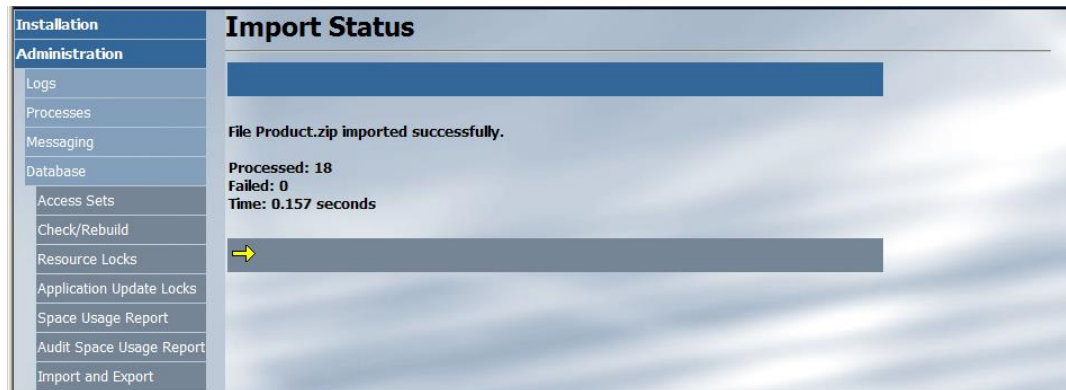 Installation
Administration
Logs
Processes
Messaging
Database
Access Sets
Check/Rebuild
Resource Locks
Application Update Locks
Space Usage Report
Audit Space Usage Report
Import and Export
Import Status
File Product.zip imported successfully.
Processed: 18
Failed: 0
Time: 0.157 seconds